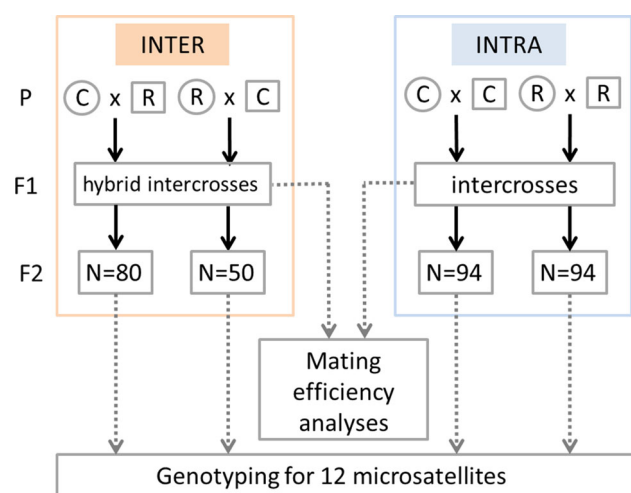 INTER INTRA
P C x R R x C C x C R x R
F1 hybrid intercrosses intercrosses
F2 N=80 N=50 N=94 N=94
Mating
efficiency
analyses
Genotyping for 12 microsatellites